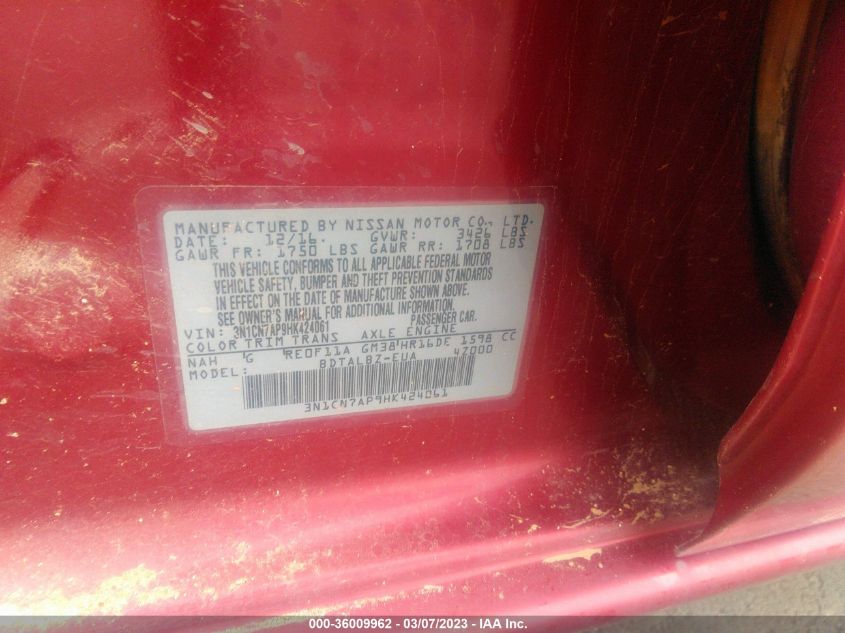 MANUFACTURED BY NISSAN MOTOR CO., LTD.
DATE: 12/16. GVWR: 3426 LBS
GAWR FR: 1750 LBS GAWR RR: 1708 LBS
THIS VEHICLE CONFORMS TO ALL APPLICABLE FEDERAL MOTOR
VEHICLE SAFETY, BUMPER AND THEFT PREVENTION STANDARDS
IN EFFECT ON THE DATE OF MANUFACTURE SHOWN ABOVE.
SEE OWNER'S MANUAL FOR ADDITIONAL INFORMATION.
VIN: 3N1CN7AP9HK424061 PASSENGER CAR.
COLOR TRIM TRANS AXLE ENGINE
NAH G RE0F11A GM38 HR16DE 1598 CC
MODEL: BDTALBZ-EUA 47000
3N1CN7AP9HK424061
000-36009962 - 03/07/2023 - IAA Inc.